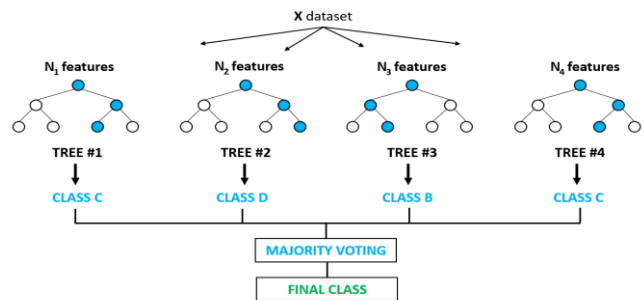 X dataset
N1 features N2 features N3 features N4 features
TREE #1 TREE #2 TREE #3 TREE #4
CLASS C CLASS D CLASS B CLASS C
MAJORITY VOTING
FINAL CLASS